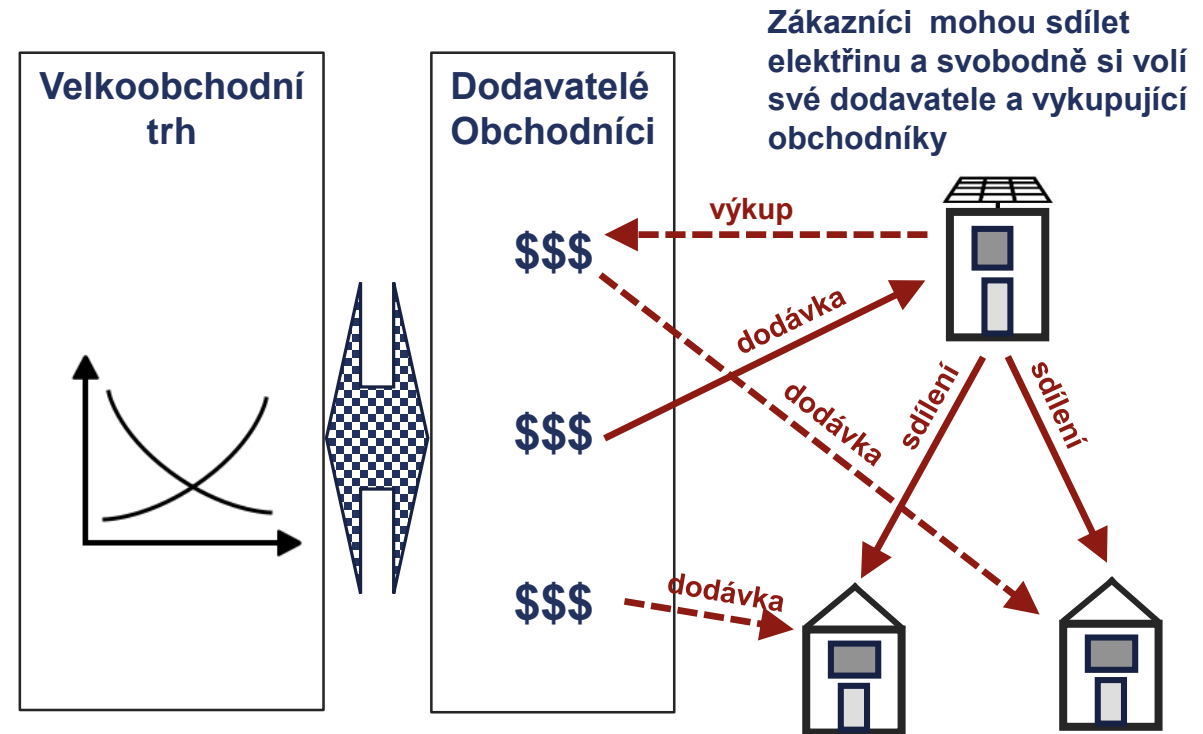 Velkoobchodní
trh
Dodavatelé
Obchodníci
Zákazníci mohou sdílet
elektřinu a svobodně si volí
své dodavatele a vykupující
obchodníky
výkup
$$$
dodávka
dodávka
sdílení
sdílení
$$$
$$$
dodávka